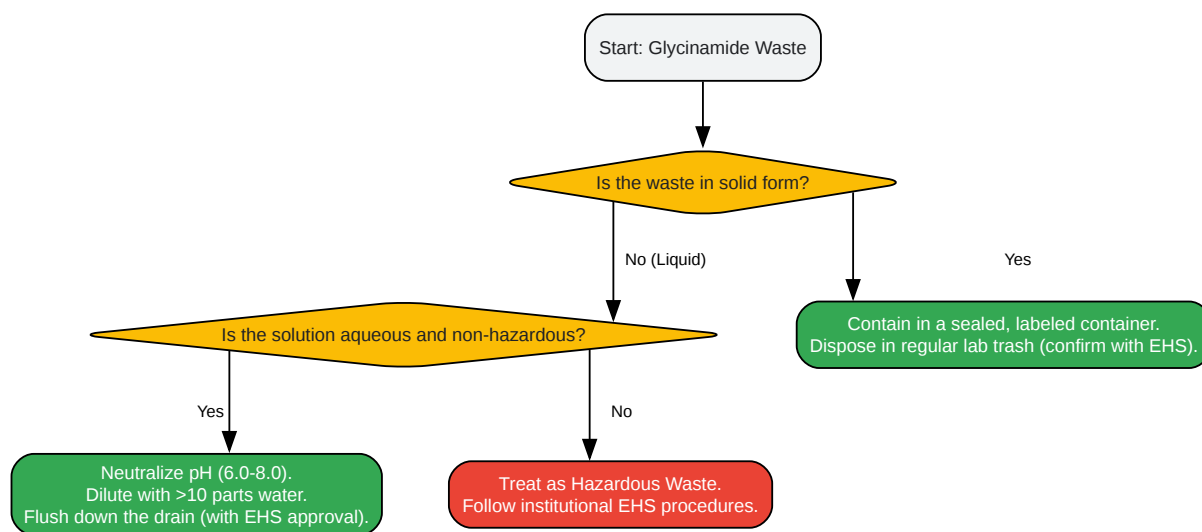 Start: Glycinamide Waste
Is the waste in solid form?
No (Liquid)
Yes
Is the solution aqueous and non-hazardous?
Contain in a sealed, labeled container.
Dispose in regular lab trash (confirm with EHS).
Yes
No
Neutralize pH (6.0-8.0).
Dilute with >10 parts water.
Flush down the drain (with EHS approval).
Treat as Hazardous Waste.
Follow institutional EHS procedures.